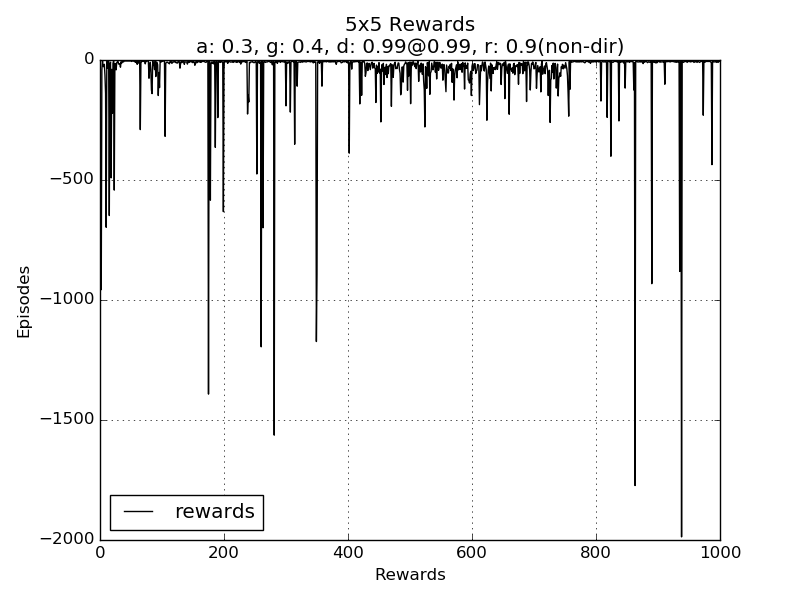 5x5 Rewards
a: 0.3, g: 0.4, d: 0.99@0.99, r: 0.9(non-dir)
0
−500
−1000
−1500
−2000
Episodes
rewards
0 200 400 600 800 1000
Rewards